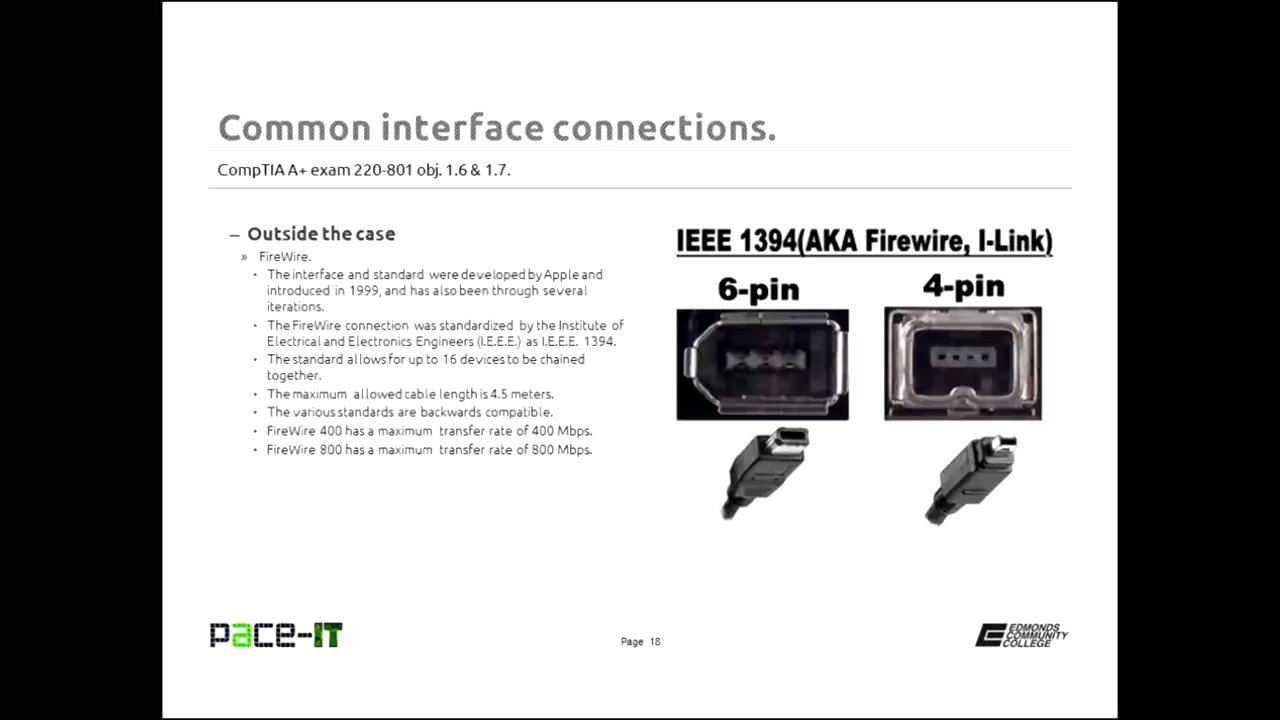 Common interface connections.
CompTIA A+ exam 220-801 obj. 1.6 & 1.7.
– Outside the case
» FireWire.
• The interface and standard were developed by Apple and
introduced in 1999, and has also been through several
iterations.
• The FireWire connection was standardized by the Institute of
Electrical and Electronics Engineers (I.E.E.E.) as I.E.E.E. 1394.
• The standard allows for up to 16 devices to be chained
together.
• The maximum allowed cable length is 4.5 meters.
• The various standards are backwards compatible.
• FireWire 400 has a maximum transfer rate of 400 Mbps.
• FireWire 800 has a maximum transfer rate of 800 Mbps.
IEEE 1394(AKA Firewire, I-Link)
6-pin 4-pin
pace-IT
Page 18
EDMONDS
COMMUNITY
COLLEGE